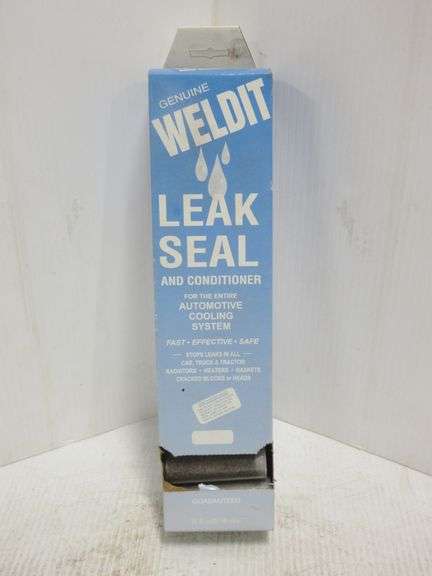 GENUINE
WELDIT
LEAK
SEAL
AND CONDITIONER
FOR THE ENTIRE
AUTOMOTIVE
COOLING
SYSTEM
FAST • EFFECTIVE • SAFE
STOPS LEAKS IN ALL
CAR, TRUCK & TRACTOR
RADIATORS • HEATERS • GASKETS
CRACKED BLOCKS or HEADS
GUARANTEED